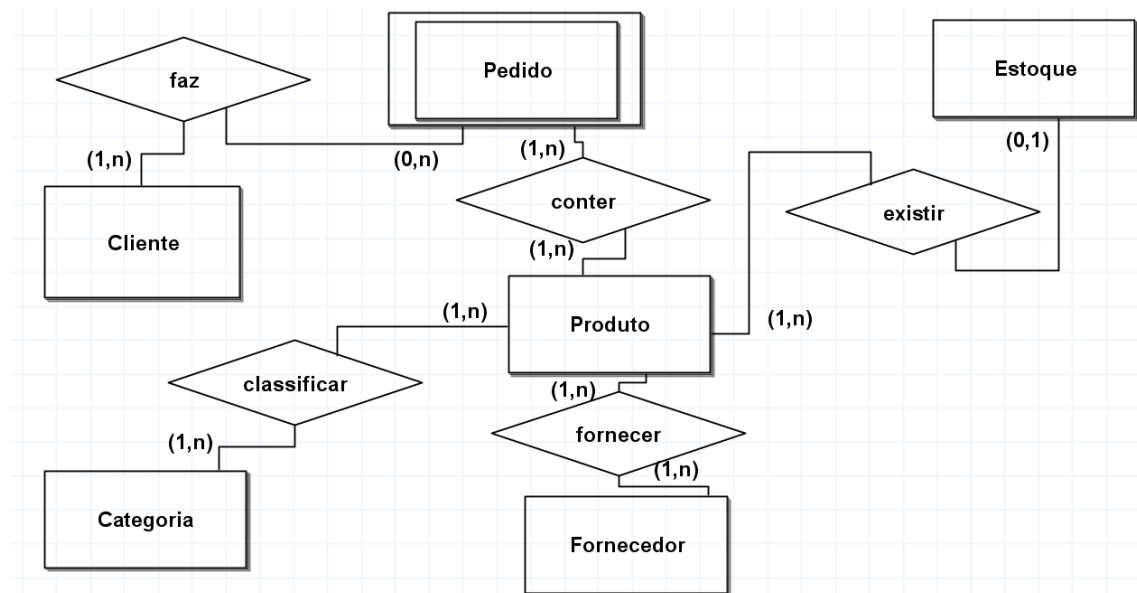 Pedido
Estoque
faz
(0,1)
(1,n)
(0,n)
(1,n)
conter
existir
Cliente
(1,n)
(1,n)
Produto
(1,n)
classificar
(1,n)
fornecer
(1,n)
(1,n)
Categoria
Fornecedor